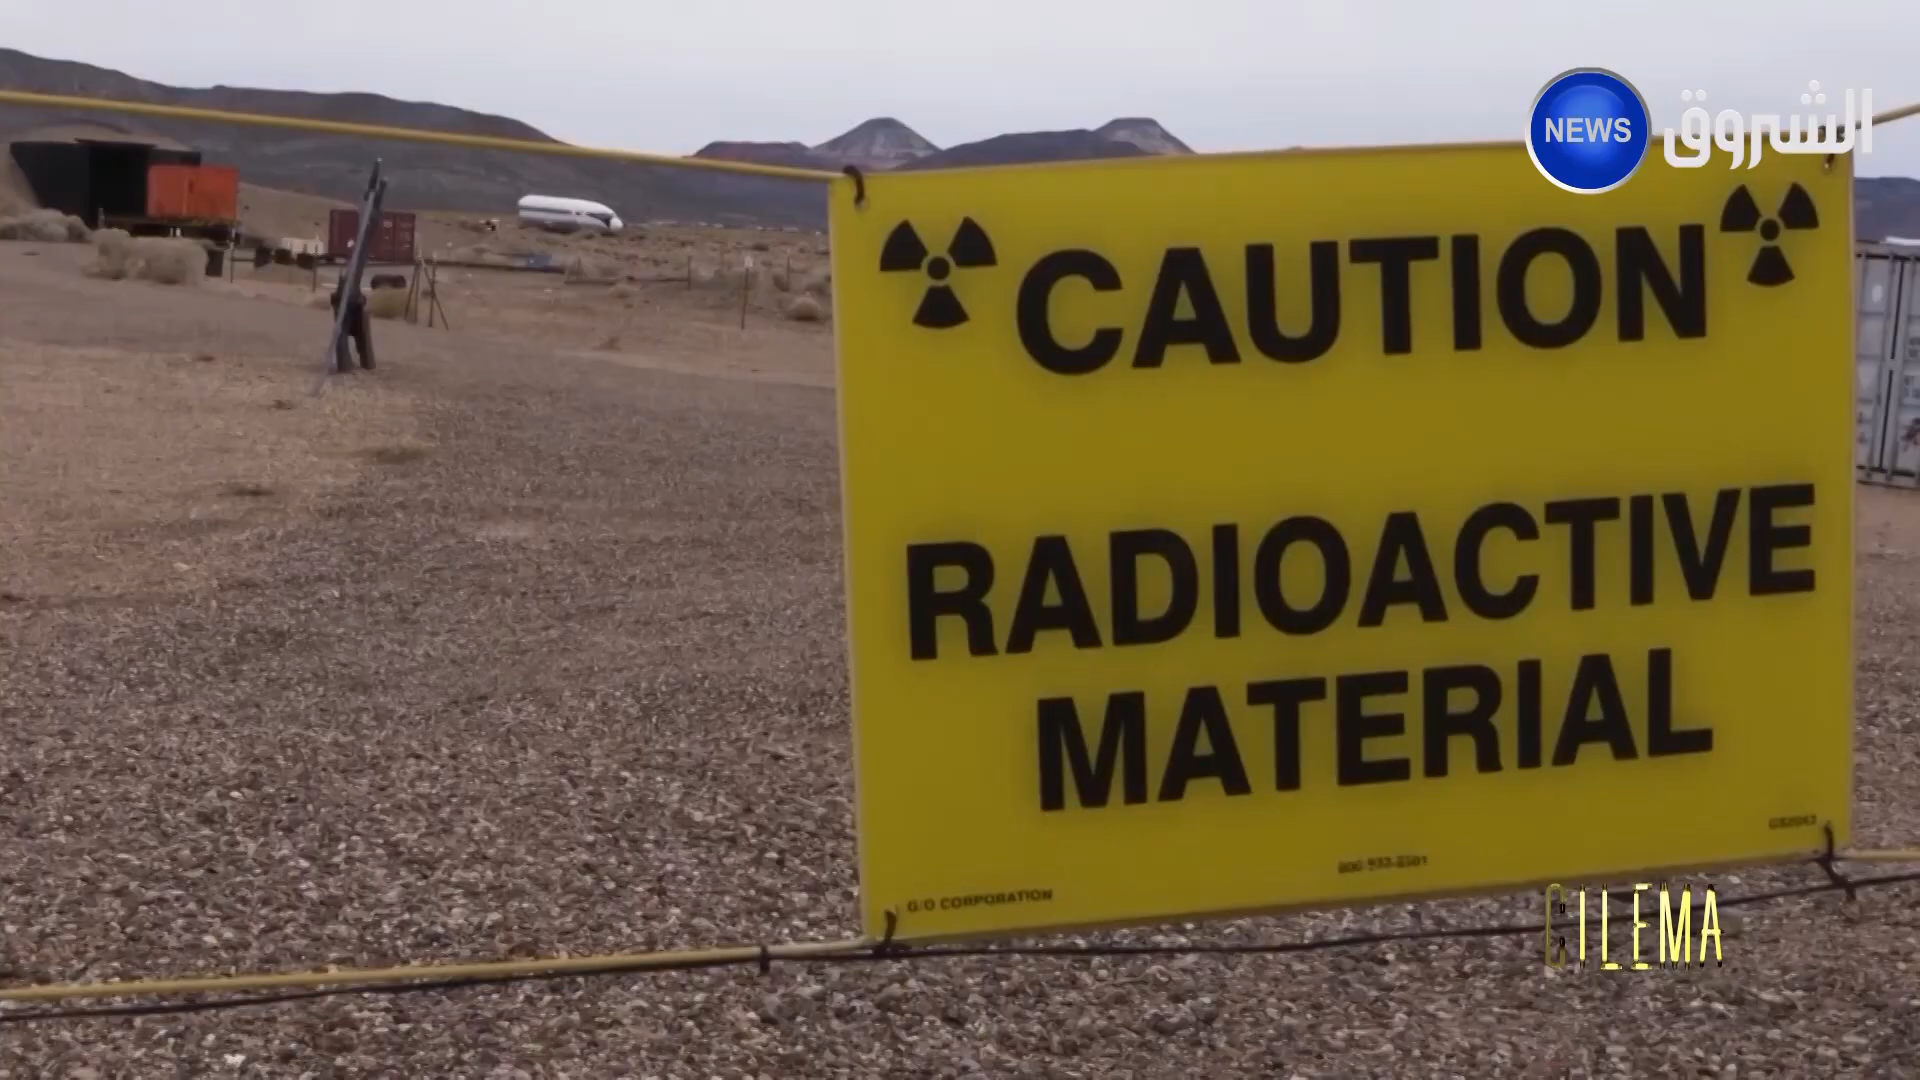 NEWS الشروق
CAUTION
RADIOACTIVE
MATERIAL
G/O CORPORATION
CILEMA